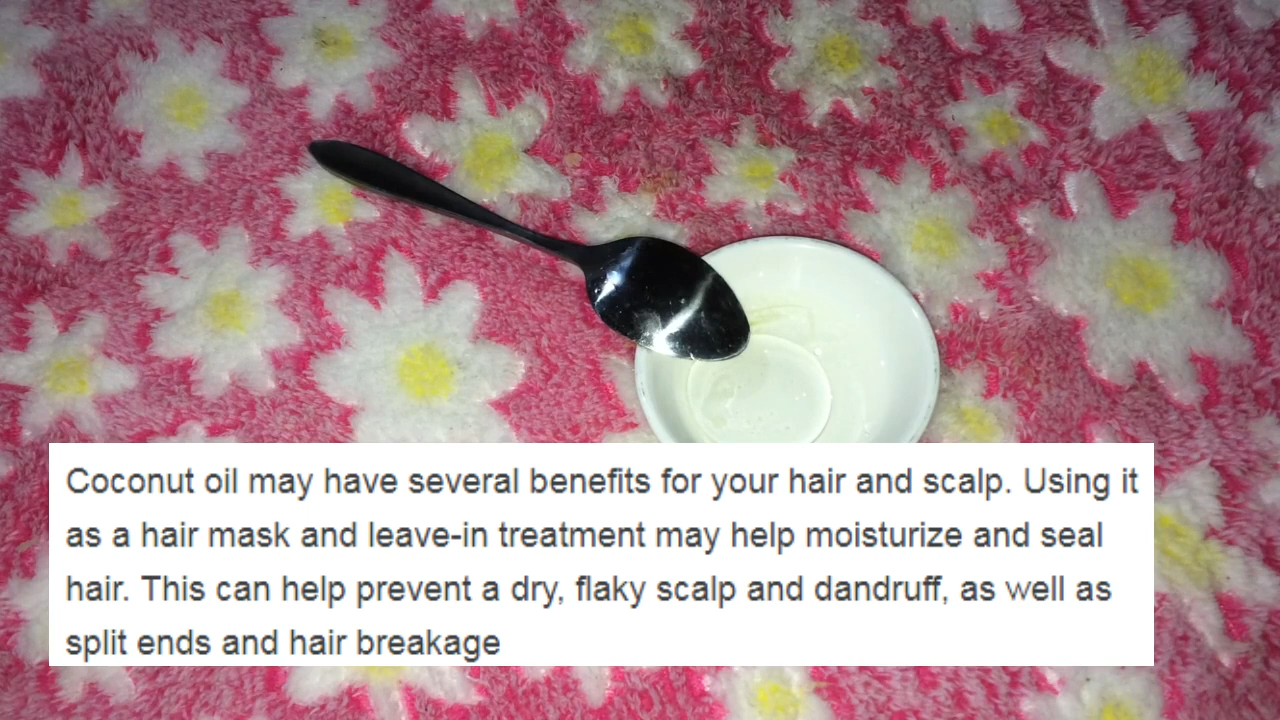 Coconut oil may have several benefits for your hair and scalp. Using it
as a hair mask and leave-in treatment may help moisturize and seal
hair. This can help prevent a dry, flaky scalp and dandruff, as well as
split ends and hair breakage